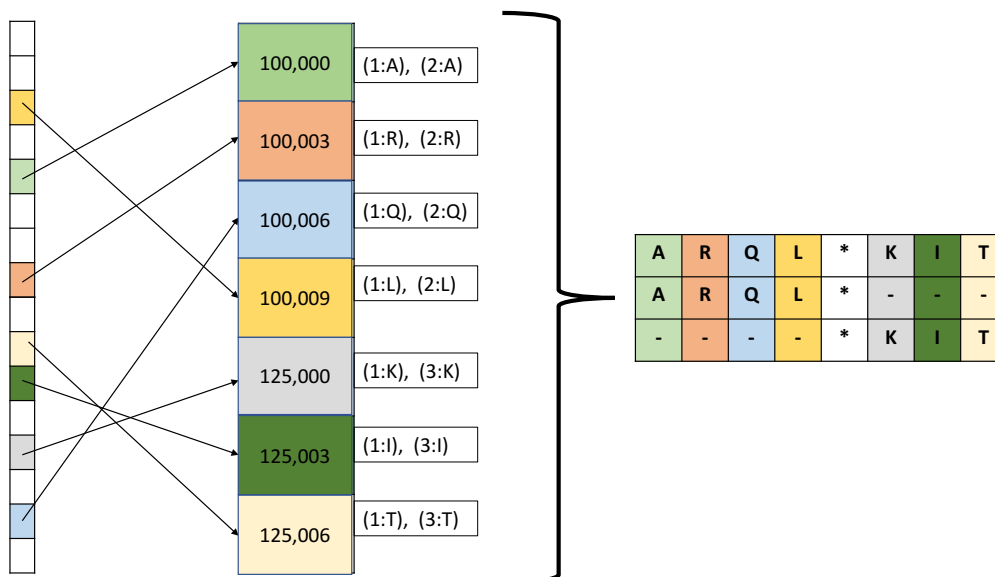 100,000 (1:A), (2:A)
100,003 (1:R), (2:R)
100,006 (1:Q), (2:Q)
100,009 (1:L), (2:L)
125,000 (1:K), (3:K)
125,003 (1:I), (3:I)
125,006 (1:T), (3:T)
A R Q L * K I T
A R Q L * - - -
- - - - * K I T